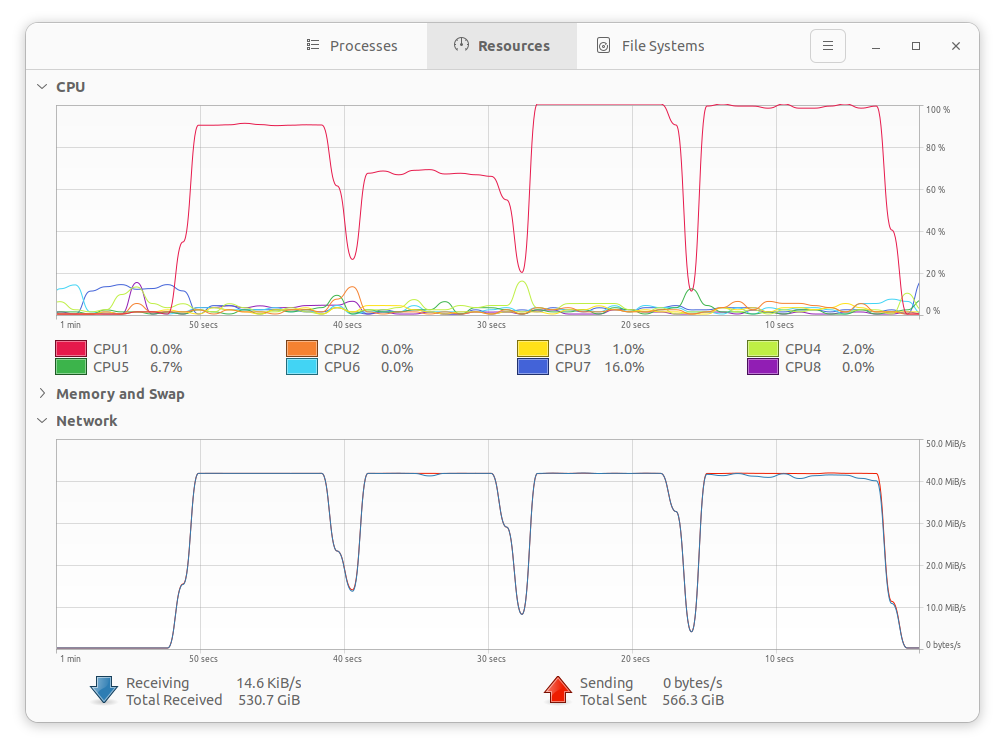 Processes Resources File Systems
CPU
100 %
80 %
60 %
40 %
20 %
0 %
1 min 50 secs 40 secs 30 secs 20 secs 10 secs
CPU1 0.0% CPU2 0.0% CPU3 1.0% CPU4 2.0%
CPU5 6.7% CPU6 0.0% CPU7 16.0% CPU8 0.0%
Memory and Swap
Network
50.0 MiB/s
40.0 MiB/s
30.0 MiB/s
20.0 MiB/s
10.0 MiB/s
0 bytes/s
1 min 50 secs 40 secs 30 secs 20 secs 10 secs
Receiving 14.6 KiB/s Sending 0 bytes/s
Total Received 530.7 GiB Total Sent 566.3 GiB